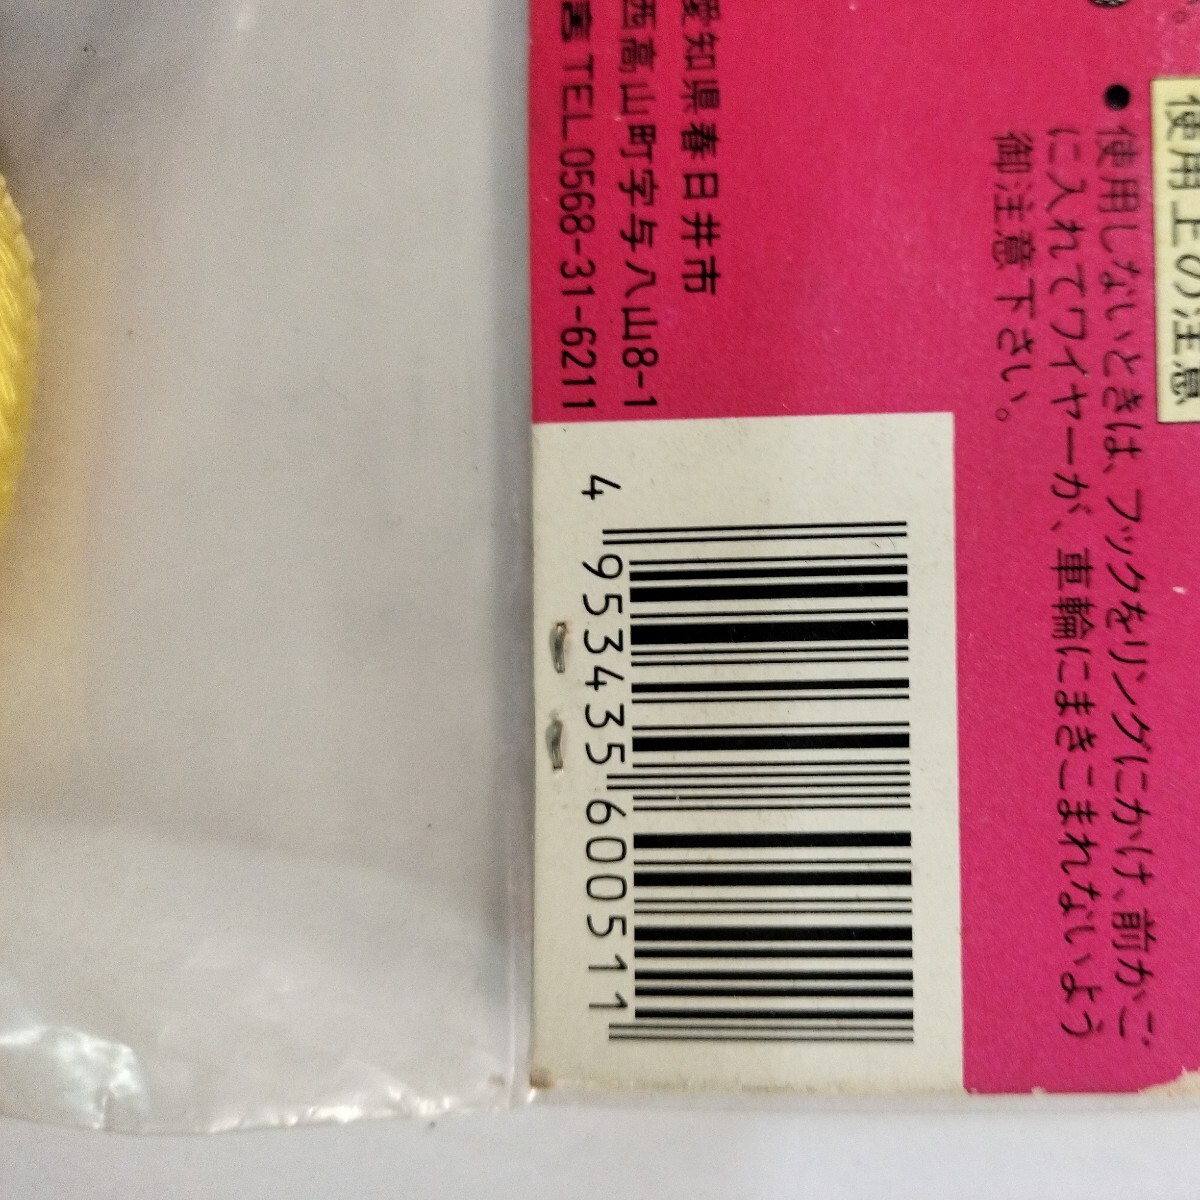 使用上の注意
●使用しないときは、フックをリングにかけ、前かご
に入れてワイヤーが、車輪にまきこまれないよう
御注意下さい。
愛知県春日井市
西高山町字与八山8-1
TEL0568-31-6211
4 953435 600511